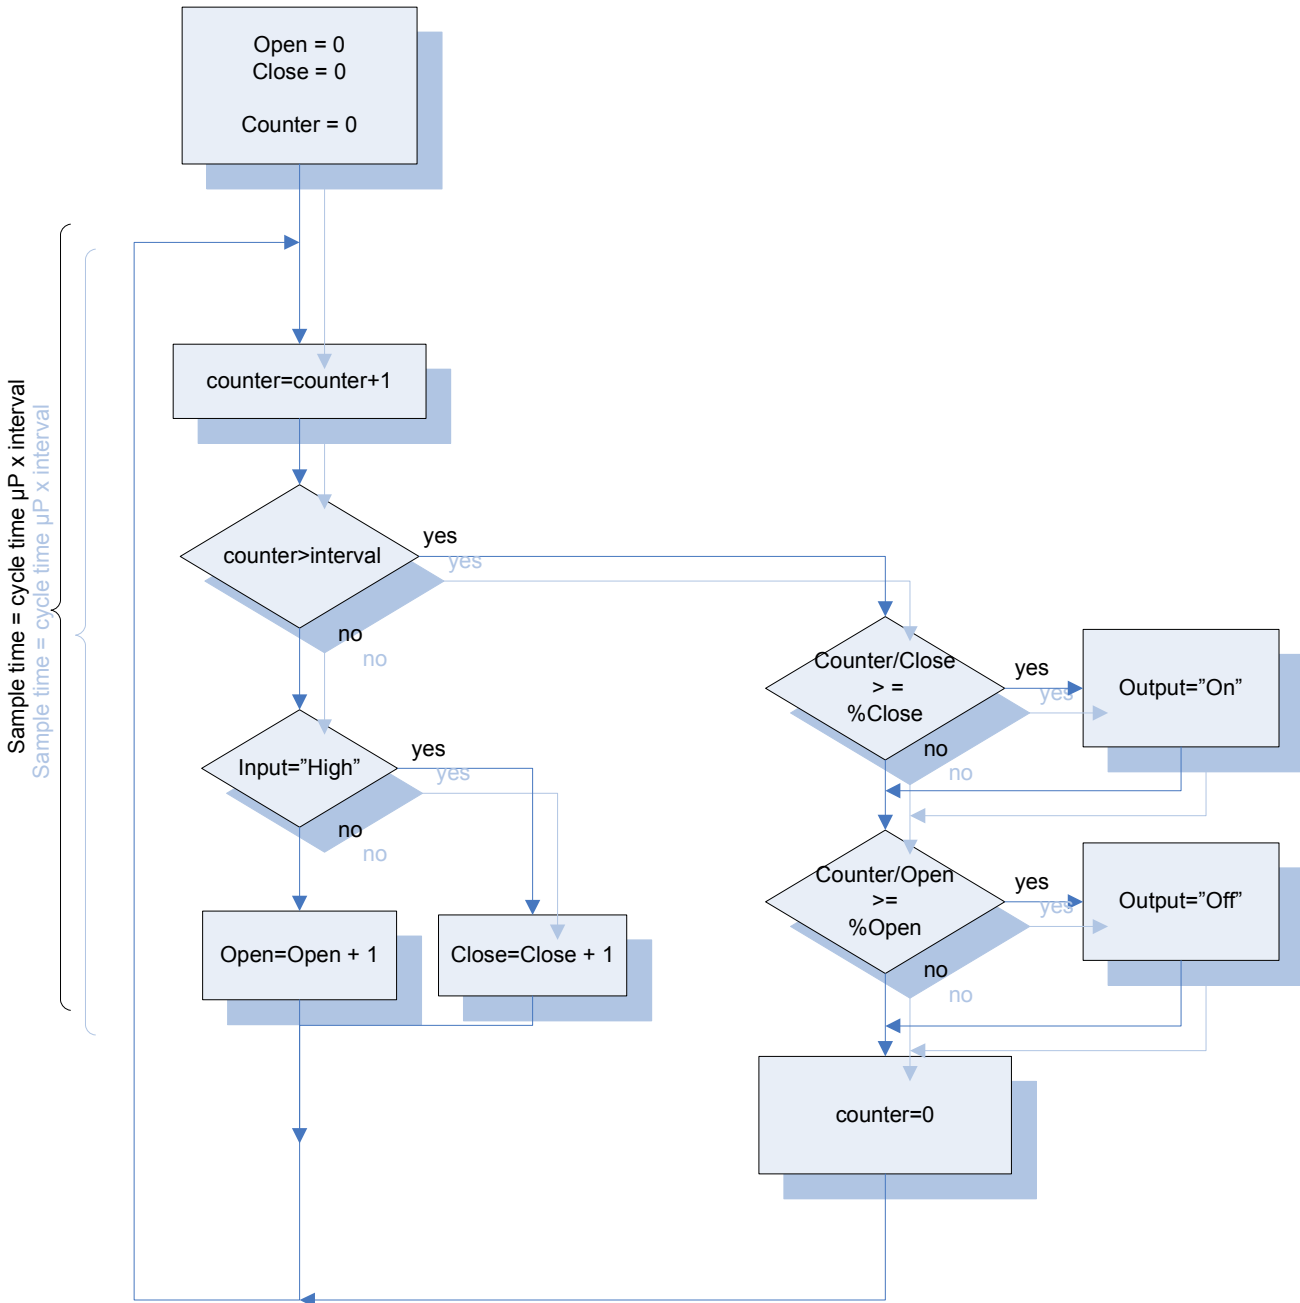 Open = 0
Close = 0
Counter = 0
Sample time = cycle time µP x interval
Sample time = cycle time µP x interval
counter=counter+1
counter>interval
yes
yes
no
no
Input=”High”
yes
yes
no
no
Open=Open + 1
Close=Close + 1
Counter/Close
> =
%Close
yes
yes
no
no
Output=”On”
Counter/Open
>=
%Open
yes
yes
no
no
Output=”Off”
counter=0